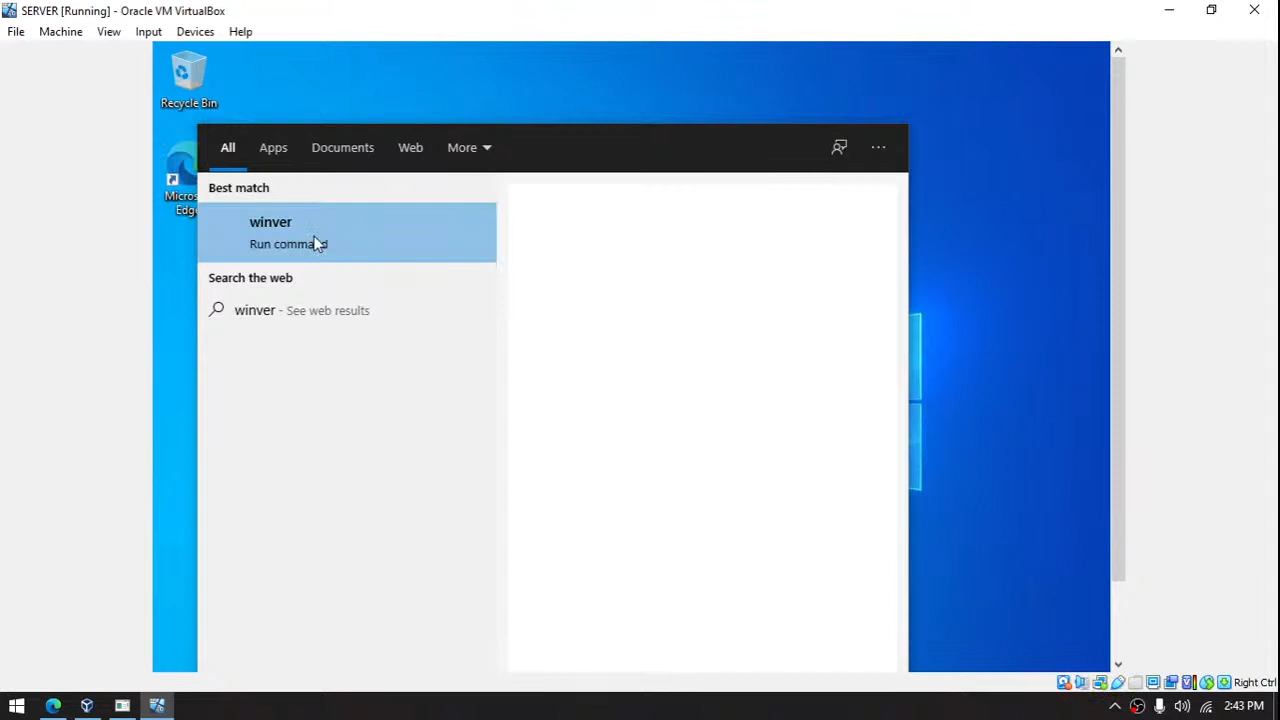 SERVER [Running] - Oracle VM VirtualBox
File Machine View Input Devices Help
Recycle Bin
All Apps Documents Web More
Best match
Edge
winver
Run command
Search the web
winver - See web results
Right Ctrl
2:43 PM